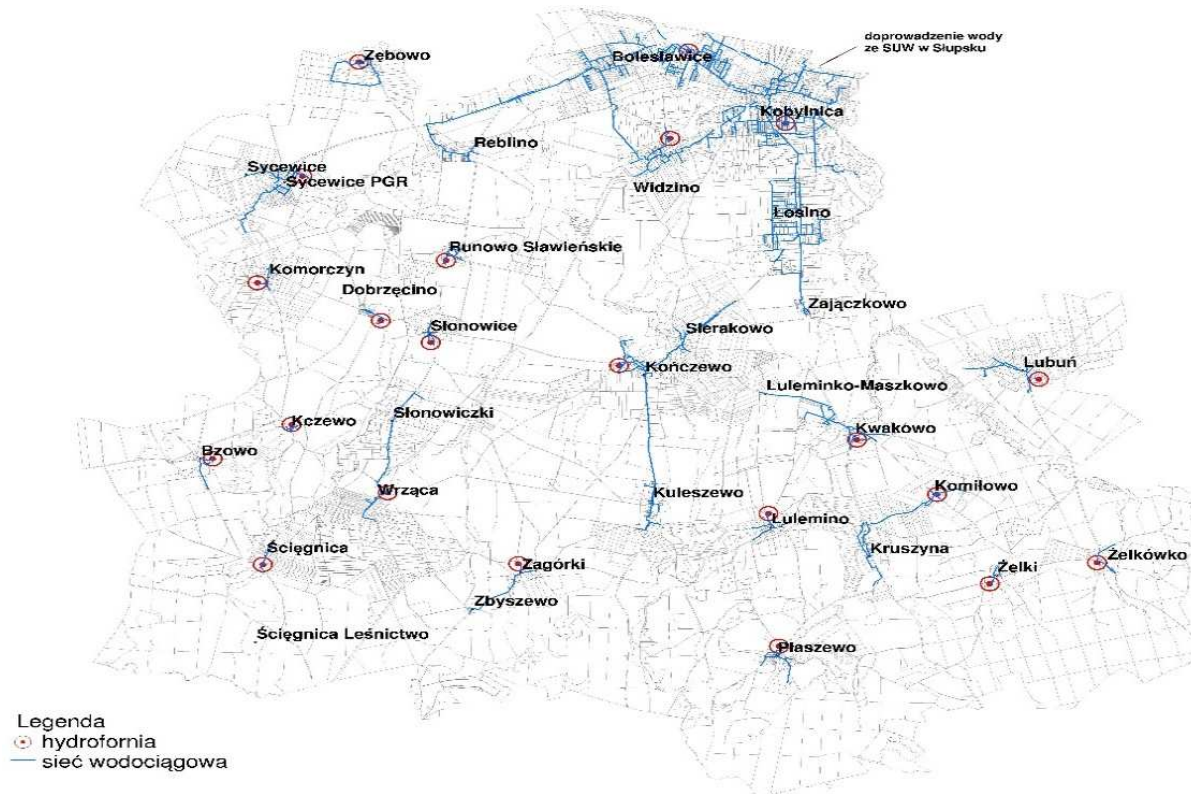 doprowadzenie wody
ze SUW w Słupsku
Zębowo
Bolesławice
Kobylnica
Reblino
Sycewice
Sycewice PGR
Widzino
Łosino
Runowo Sławieńskie
Komorczyn
Dobrzęcino
Zajączkowo
Słonowice
Sierakowo
Kończewo
Lubuń
Luleminko-Maszkowo
Słonowiczki
Kczewo
Kwakowo
Bzowo
Wrząca
Kuleszewo
Komiłowo
Lulemino
Kruszyna
Ścięgnica
Zagórki
Żelki
Żelkówko
Zbyszewo
Ścięgnica Leśnictwo
Płaszewo
Legenda
hydrofornia
sieć wodociągowa